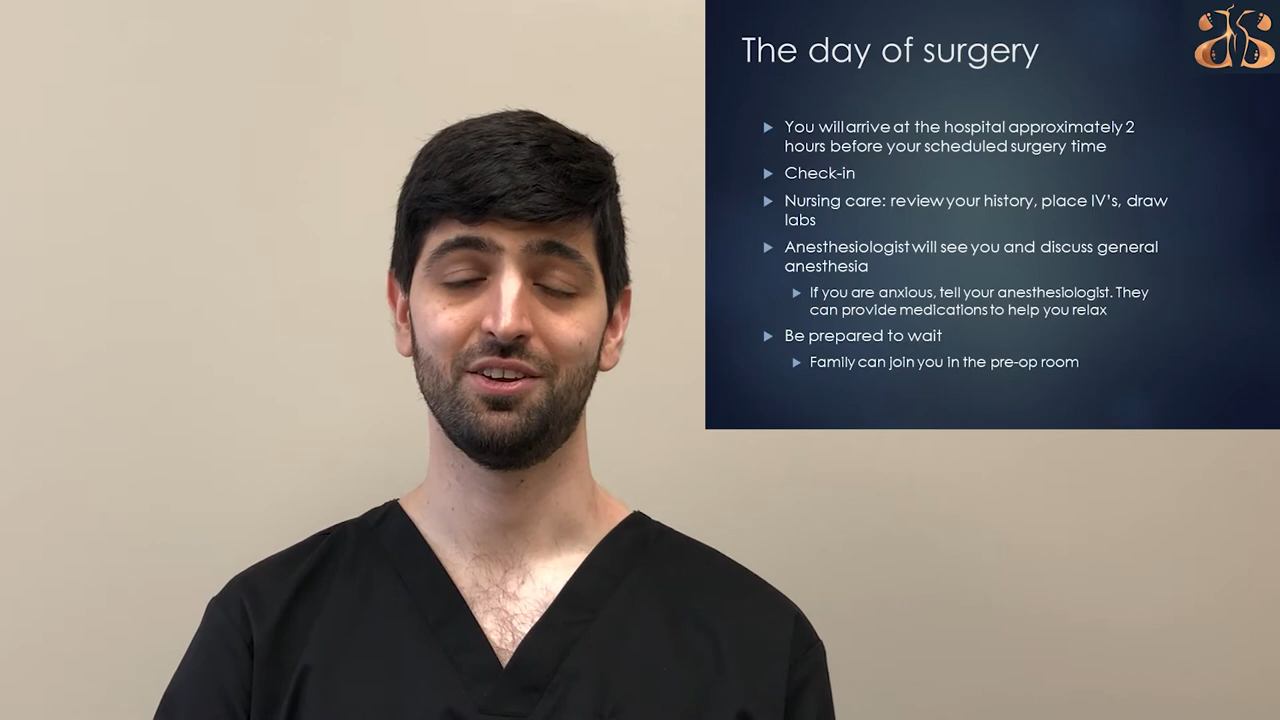 The day of surgery
You will arrive at the hospital approximately 2
hours before your scheduled surgery time
Check-in
Nursing care: review your history, place IV's, draw
labs
Anesthesiologist will see you and discuss general
anesthesia
If you are anxious, tell your anesthesiologist. They
can provide medications to help you relax
Be prepared to wait
Family can join you in the pre-op room